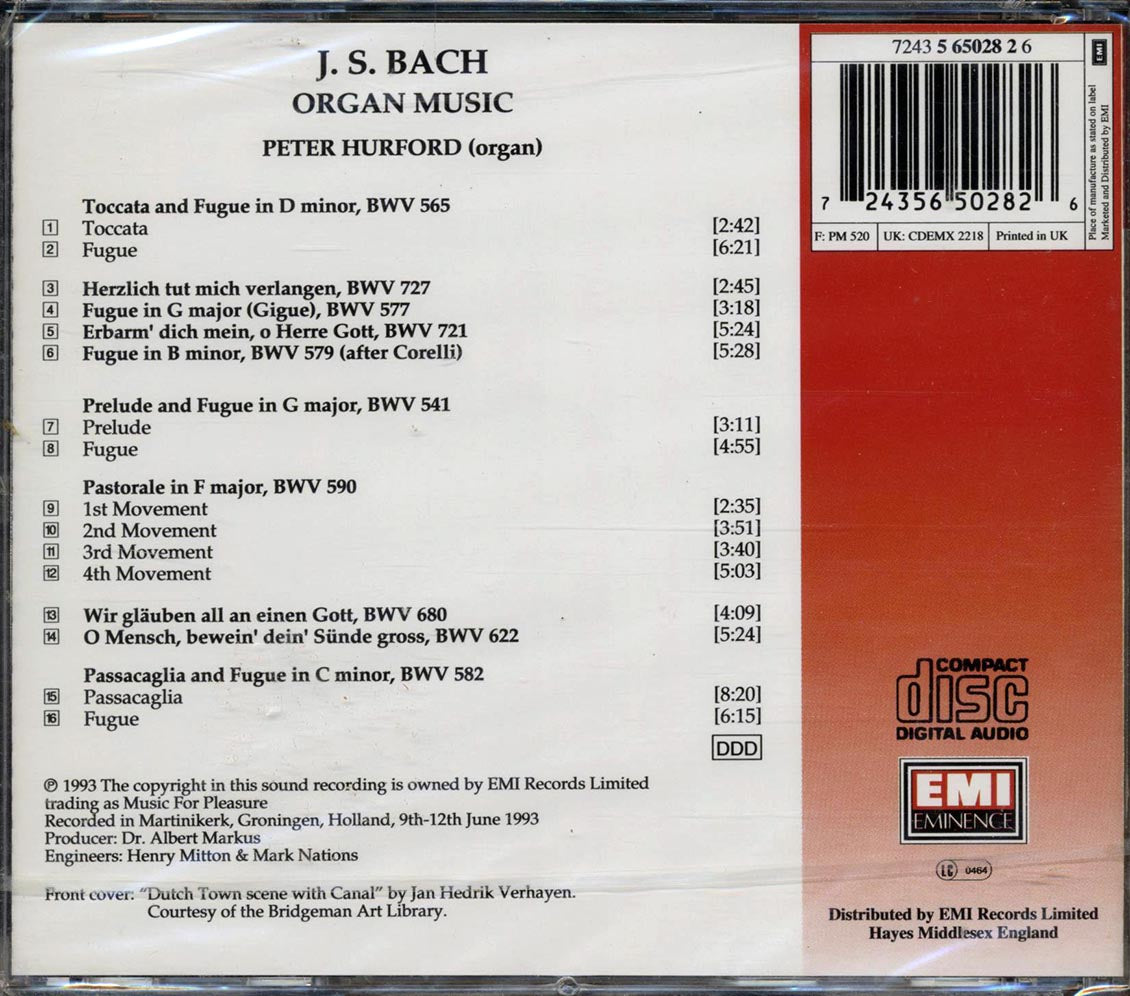 J. S. BACH
ORGAN MUSIC
PETER HURFORD (organ)
Toccata and Fugue in D minor, BWV 565
1 Toccata [2:42]
2 Fugue [6:21]
3 Herzlich tut mich verlangen, BWV 727 [2:45]
4 Fugue in G major (Gigue), BWV 577 [3:18]
5 Erbarm' dich mein, o Herre Gott, BWV 721 [5:24]
6 Fugue in B minor, BWV 579 (after Corelli) [5:28]
Prelude and Fugue in G major, BWV 541
7 Prelude [3:11]
8 Fugue [4:55]
Pastorale in F major, BWV 590
9 1st Movement [2:35]
10 2nd Movement [3:51]
11 3rd Movement [3:40]
12 4th Movement [5:03]
13 Wir gläuben all an einen Gott, BWV 680 [4:09]
14 O Mensch, bewein' dein' Sünde gross, BWV 622 [5:24]
Passacaglia and Fugue in C minor, BWV 582
15 Passacaglia [8:20]
16 Fugue [6:15]
DDD
℗ 1993 The copyright in this sound recording is owned by EMI Records Limited
trading as Music For Pleasure
Recorded in Martinikerk, Groningen, Holland, 9th-12th June 1993
Producer: Dr. Albert Markus
Engineers: Henry Mitton & Mark Nations
Front cover: "Dutch Town scene with Canal" by Jan Hedrik Verhayen.
Courtesy of the Bridgeman Art Library.
7243 5 65028 2 6
7 24356 50282 6
F: PM 520 UK: CDEMX 2218 Printed in UK
EMI
Place of manufacture as stated on label
Marketed and Distributed by EMI
COMPACT
disc
DIGITAL AUDIO
EMI
EMINENCE
LC 0464
Distributed by EMI Records Limited
Hayes Middlesex England